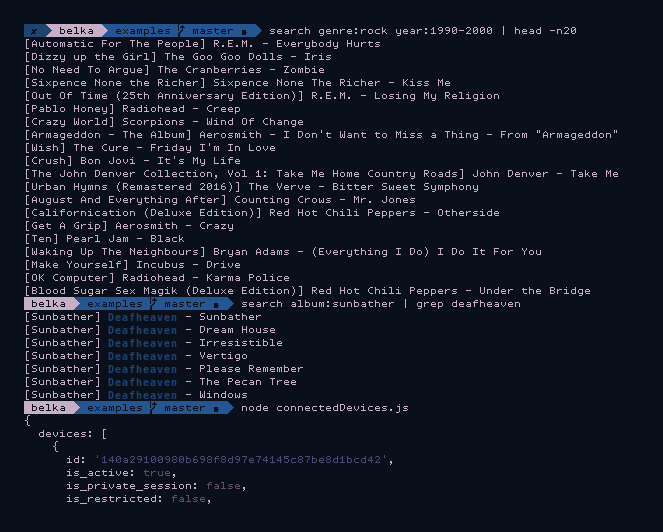 ✗ belka examples master search genre:rock year:1990-2000 | head -n20
[Automatic For The People] R.E.M. - Everybody Hurts
[Dizzy up the Girl] The Goo Goo Dolls - Iris
[No Need To Argue] The Cranberries - Zombie
[Sixpence None the Richer] Sixpence None The Richer - Kiss Me
[Out Of Time (25th Anniversary Edition)] R.E.M. - Losing My Religion
[Pablo Honey] Radiohead - Creep
[Crazy World] Scorpions - Wind Of Change
[Armageddon - The Album] Aerosmith - I Don't Want to Miss a Thing - From "Armageddon"
[Wish] The Cure - Friday I'm In Love
[Crush] Bon Jovi - It's My Life
[The John Denver Collection, Vol 1: Take Me Home Country Roads] John Denver - Take Me
[Urban Hymns (Remastered 2016)] The Verve - Bitter Sweet Symphony
[August And Everything After] Counting Crows - Mr. Jones
[Californication (Deluxe Edition)] Red Hot Chili Peppers - Otherside
[Get A Grip] Aerosmith - Crazy
[Ten] Pearl Jam - Black
[Waking Up The Neighbours] Bryan Adams - (Everything I Do) I Do It For You
[Make Yourself] Incubus - Drive
[OK Computer] Radiohead - Karma Police
[Blood Sugar Sex Magik (Deluxe Edition)] Red Hot Chili Peppers - Under the Bridge
belka examples master search album:sunbather | grep deafheaven
[Sunbather] Deafheaven - Sunbather
[Sunbather] Deafheaven - Dream House
[Sunbather] Deafheaven - Irresistible
[Sunbather] Deafheaven - Vertigo
[Sunbather] Deafheaven - Please Remember
[Sunbather] Deafheaven - The Pecan Tree
[Sunbather] Deafheaven - Windows
belka examples master node connectedDevices.js
{
devices: [
{
id: '140a29100980b698f8d97e74145c87be8d1bcd42',
is_active: true,
is_private_session: false,
is_restricted: false,